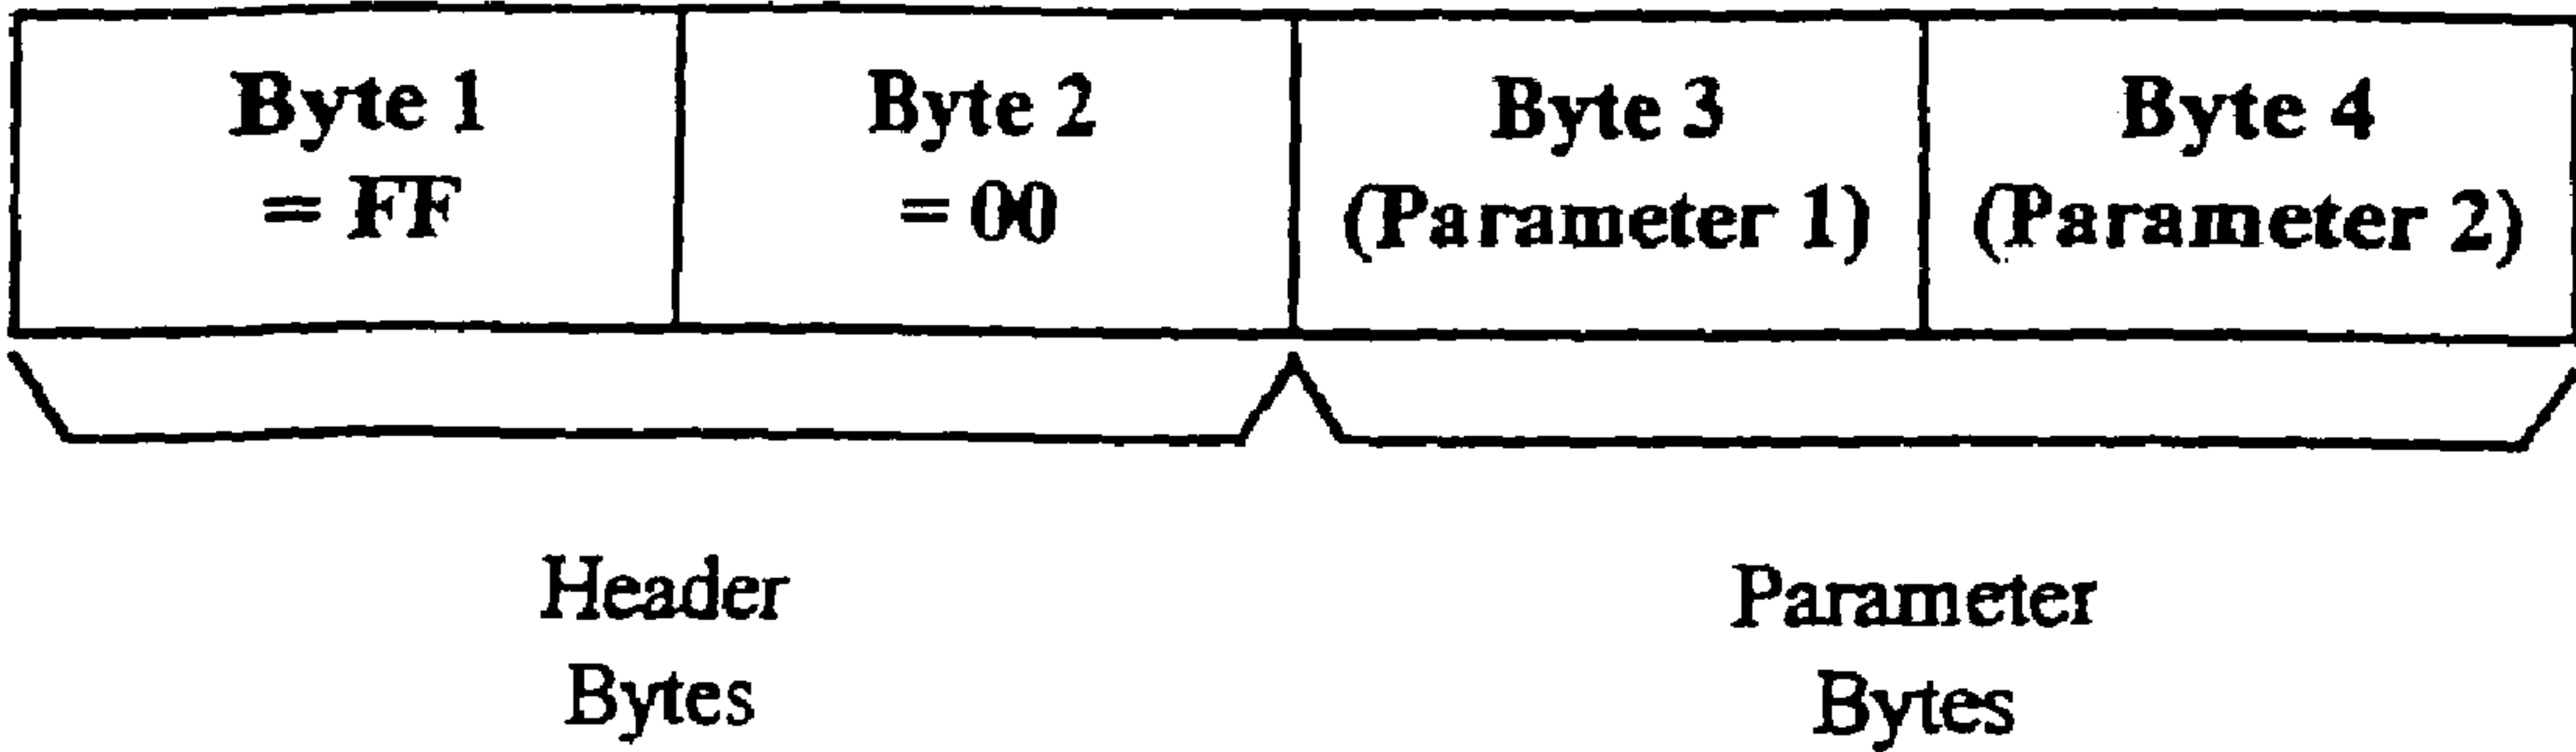 Byte 1
= FF
Byte 2
= 00
Byte 3
(Parameter 1)
Byte 4
(Parameter 2)
Header
Bytes
Parameter
Bytes